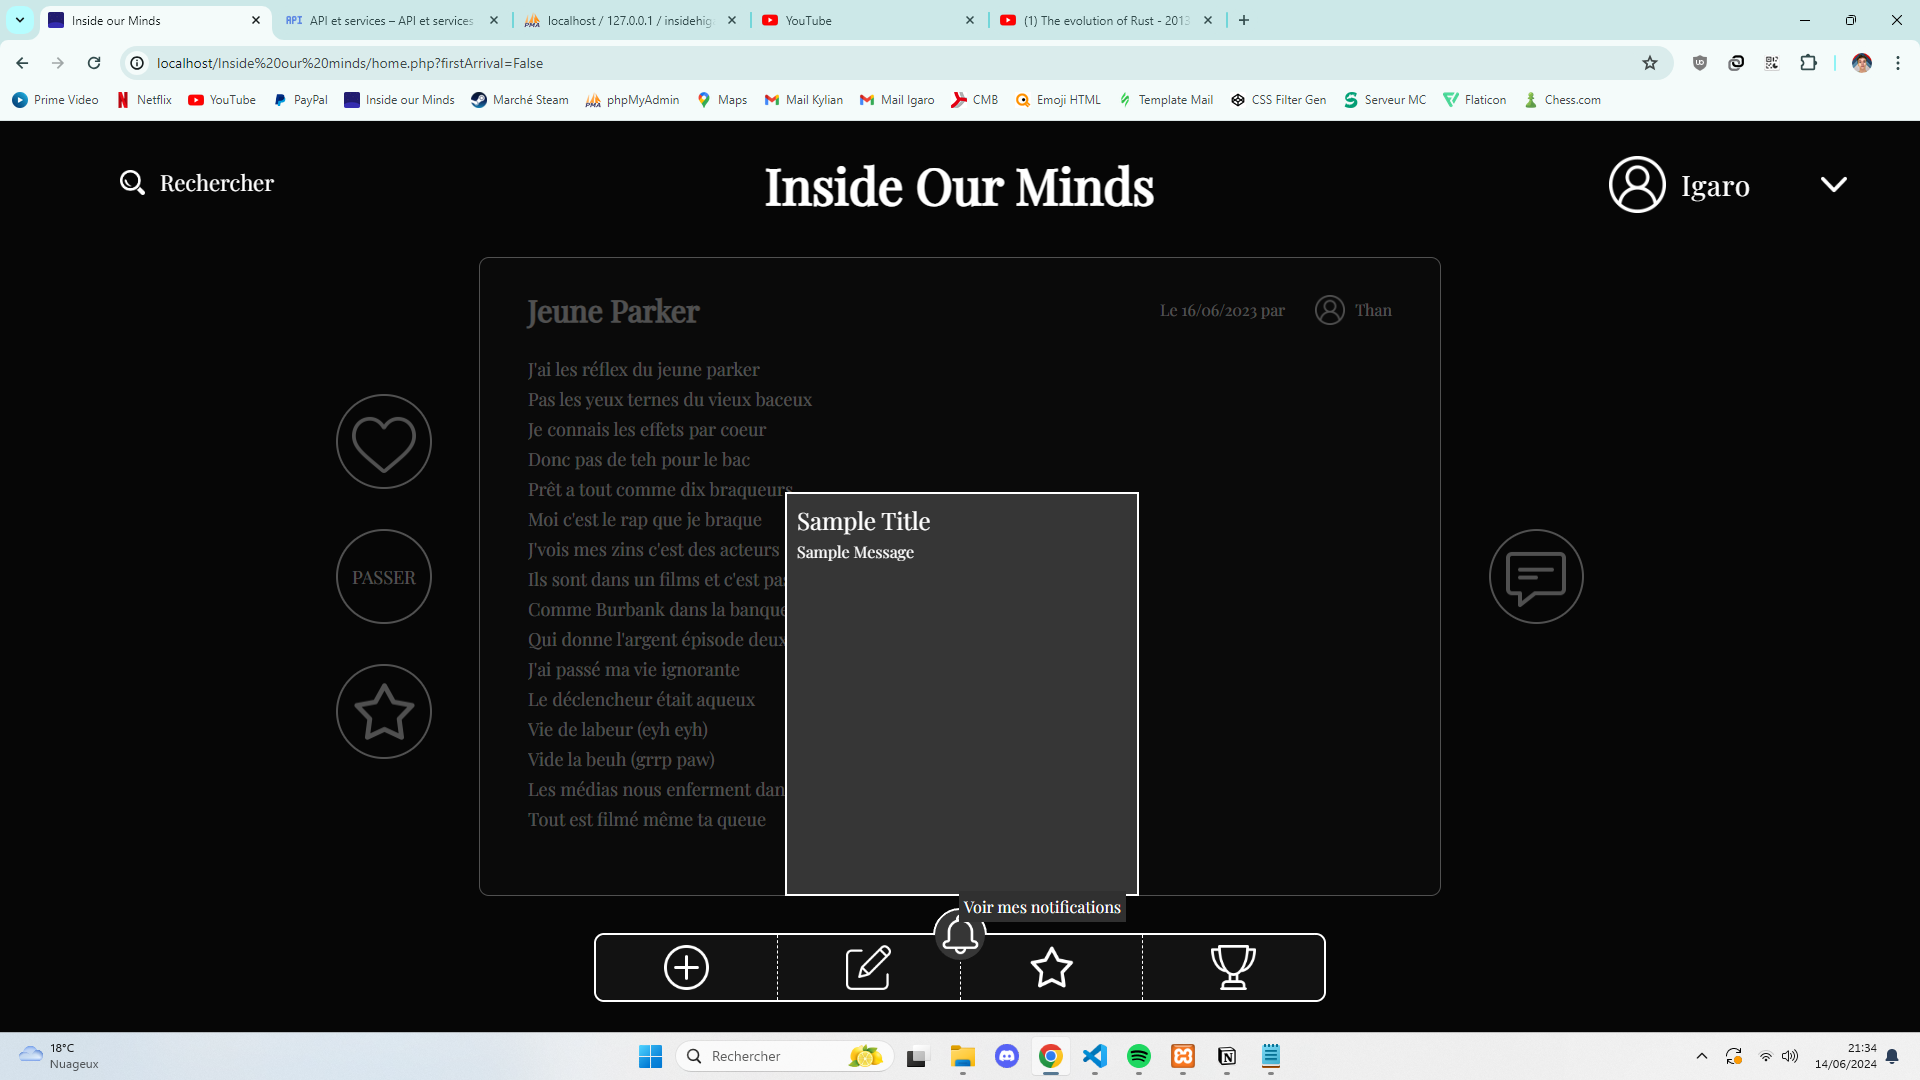 Inside our Minds
API et services – API et services
localhost / 127.0.0.1 / insidehig
YouTube
(1) The evolution of Rust - 2013
localhost/Inside%20our%20minds/home.php?firstArrival=False
Prime Video
Netflix
YouTube
PayPal
Inside our Minds
Marché Steam
phpMyAdmin
Maps
Mail Kylian
Mail Igaro
CMB
Emoji HTML
Template Mail
CSS Filter Gen
Serveur MC
Flaticon
Chess.com
Rechercher
Inside Our Minds
Igaro
Jeune Parker
Le 16/06/2023 par
Than
J'ai les réflex du jeune parker
Pas les yeux ternes du vieux baceux
Je connais les effets par coeur
Donc pas de teh pour le bac
Prêt a tout comme dix braqueurs
Moi c'est le rap que je braque
J'vois mes zins c'est des acteurs
Ils sont dans un films et c'est pas
Comme Burbank dans la banque
Qui donne l'argent épisode deux
J'ai passé ma vie ignorante
Le déclencheur était aqueux
Vie de labeur (eyh eyh)
Vide la beuh (grrp paw)
Les médias nous enferment dan
Tout est filmé même ta queue
PASSER
Sample Title
Sample Message
Voir mes notifications
18°C
Nuageux
Rechercher
21:34
14/06/2024